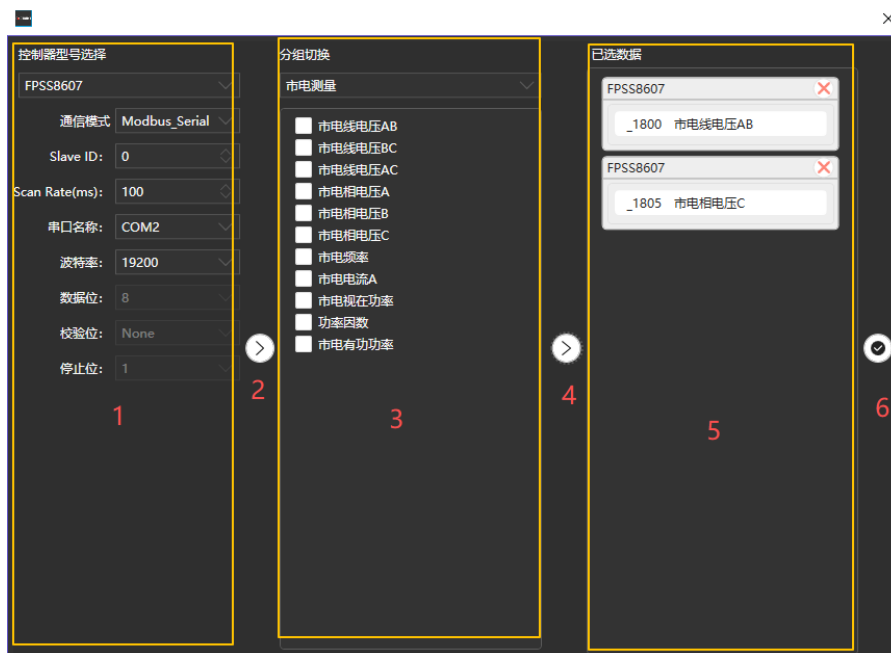 控制器型号选择
FPSS8607
通信模式 Modbus_Serial
Slave ID: 0
Scan Rate(ms): 100
串口名称: COM2
波特率: 19200
数据位: 8
校验位: None
停止位: 1
1
2
分组切换
市电测量
市电线电压AB
市电线电压BC
市电线电压AC
市电相电压A
市电相电压B
市电相电压C
市电频率
市电电流A
市电视在功率
功率因数
市电有功功率
3
4
已选数据
FPSS8607
_1800 市电线电压AB
FPSS8607
_1805 市电相电压C
5
6